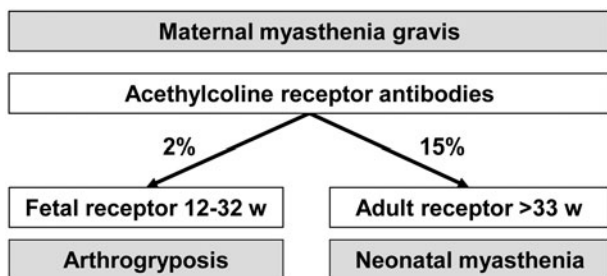 Maternal myasthenia gravis
Acethylcoline receptor antibodies
2% 15%
Fetal receptor 12-32 w Adult receptor >33 w
Arthrogryposis Neonatal myasthenia